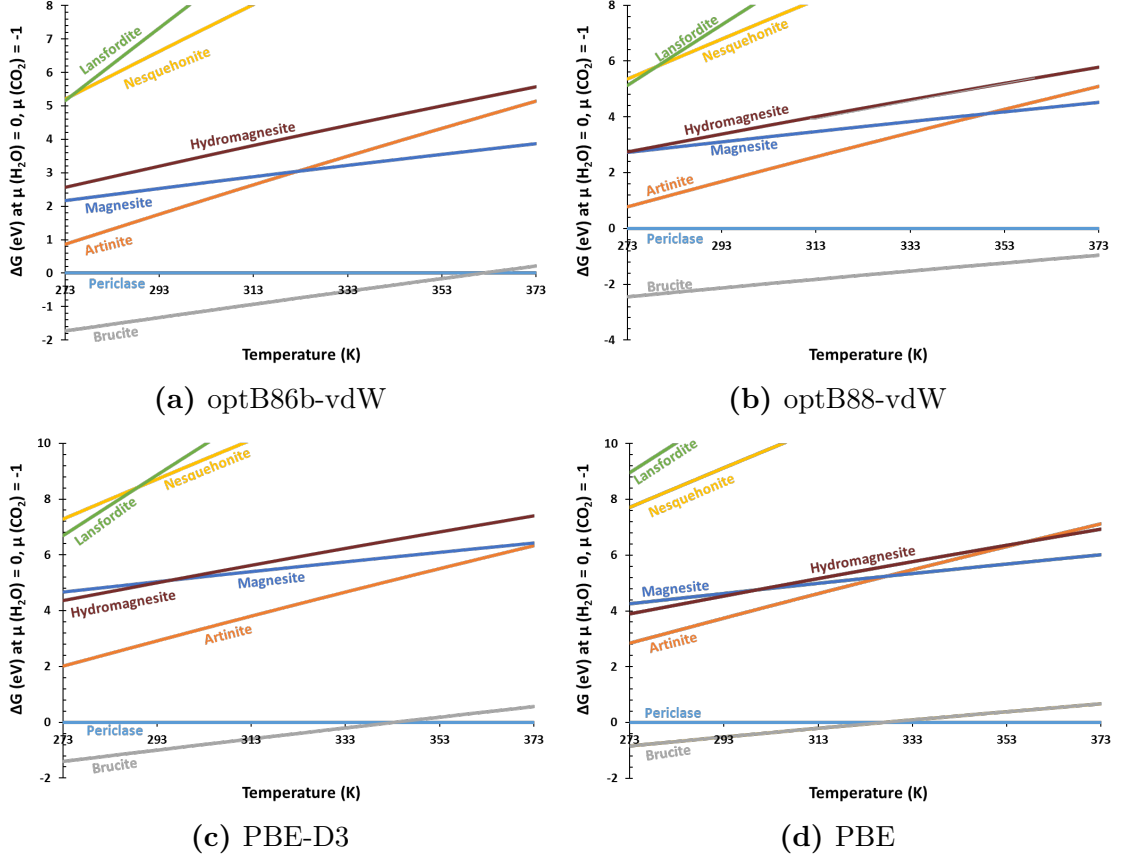 8
7
6
5
4
3
2
1
0
-1
-2
ΔG (eV) at μ (H₂O) = 0, μ (CO₂) = -1
Lansfordite
Nesquehonite
Hydromagnesite
Magnesite
Artinite
Periclase
Brucite
273 293 313 333 353 373
Temperature (K)
(a) optB86b-vdW
8
6
4
2
0
-2
-4
ΔG (eV) at μ (H₂O) = 0, μ (CO₂) = -1
Lansfordite
Nesquehonite
Hydromagnesite
Magnesite
Artinite
Periclase
Brucite
273 293 313 333 353 373
Temperature (K)
(b) optB88-vdW
10
8
6
4
2
0
-2
ΔG (eV) at μ (H₂O) = 0, μ (CO₂) = -1
Nesquehonite
Lansfordite
Hydromagnesite
Magnesite
Artinite
Periclase
Brucite
273 293 313 333 353 373
Temperature (K)
(c) PBE-D3
10
8
6
4
2
0
-2
ΔG (eV) at μ (H₂O) = 0, μ (CO₂) = -1
Lansfordite
Nesquehonite
Hydromagnesite
Magnesite
Artinite
Periclase
Brucite
273 293 313 333 353 373
Temperature (K)
(d) PBE